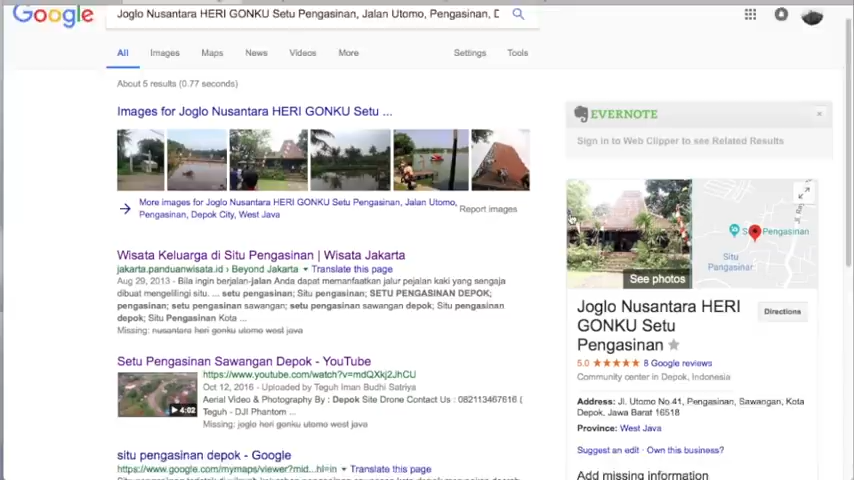 Google
Joglo Nusantara HERI GONKU Setu Pengasinan, Jalan Utomo, Pengasinan, D
All Images Maps News Videos More Settings Tools
About 5 results (0.77 seconds)
Images for Joglo Nusantara HERI GONKU Setu ...
More images for Joglo Nusantara HERI GONKU Setu Pengasinan, Jalan Utomo,
Pengasinan, Depok City, West Java
Report images
Wisata Keluarga di Situ Pengasinan | Wisata Jakarta
jakarta.panduanwisata.id › Beyond Jakarta ▾ Translate this page
Aug 29, 2013 - Bila ingin berjalan-jalan Anda dapat memanfaatkan jalur pejalan kaki yang sengaja
dibuat mengelilingi situ. ... setu pengasinan; Situ pengasinan; SETU PENGASINAN DEPOK;
pengasinan; setu pengasinan sawangan; setu pengasinan sawangan depok; situ pengasinan
depok; Situ Pengasinan Kota ...
Missing: nusantara heri gonku utomo west java
Setu Pengasinan Sawangan Depok - YouTube
https://www.youtube.com/watch?v=mdQXkj2JhCU
Oct 12, 2016 - Uploaded by Teguh Iman Budhi Satriya
Aerial Video & Photography By : Depok Site Drone Contact Us : 082113467616 (
Teguh - DJI Phantom ...
Missing: joglo heri gonku utomo west java
▶ 4:02
situ pengasinan depok - Google
https://www.google.com/mymaps/viewer?mid...hl=in ▾ Translate this page
EVERNOTE
×
Sign in to Web Clipper to see Related Results
See photos
Pengasinan
Situ
Pengasinan
Joglo Nusantara HERI
GONKU Setu
Pengasinan
Directions
5.0 ★★★★★ 8 Google reviews
Community center in Depok, Indonesia
Address: Jl. Utomo No.41, Pengasinan, Sawangan, Kota
Depok, Jawa Barat 16518
Province: West Java
Suggest an edit · Own this business?
Add missing information